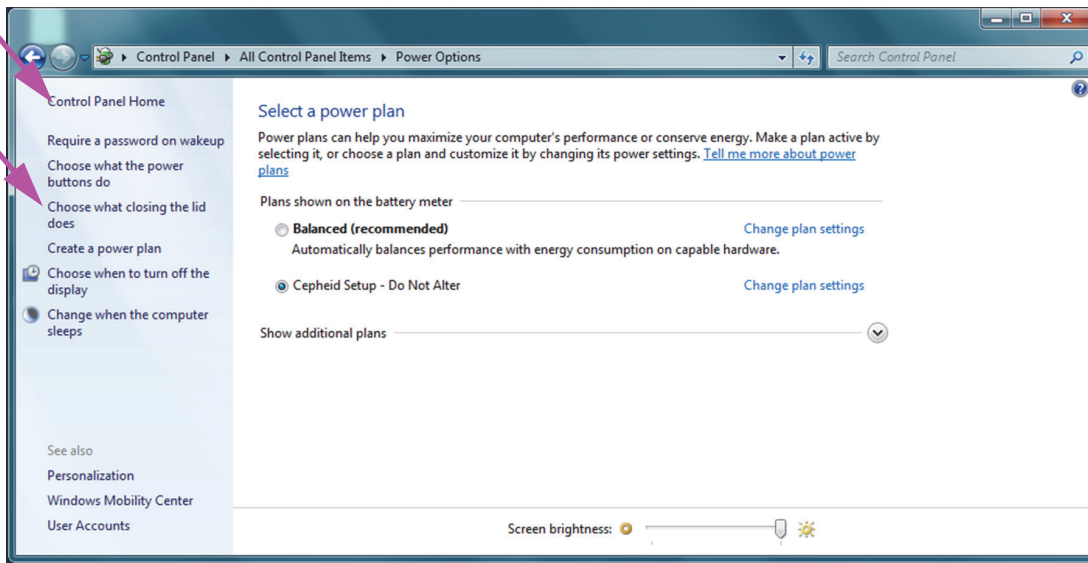 Control Panel ▸ All Control Panel Items ▸ Power Options
Search Control Panel
Control Panel Home
Require a password on wakeup
Choose what the power
buttons do
Choose what closing the lid
does
Create a power plan
Choose when to turn off the
display
Change when the computer
sleeps
See also
Personalization
Windows Mobility Center
User Accounts
Select a power plan
Power plans can help you maximize your computer's performance or conserve energy. Make a plan active by
selecting it, or choose a plan and customize it by changing its power settings. Tell me more about power
plans
Plans shown on the battery meter
Balanced (recommended) Change plan settings
Automatically balances performance with energy consumption on capable hardware.
Cepheid Setup - Do Not Alter Change plan settings
Show additional plans
Screen brightness: